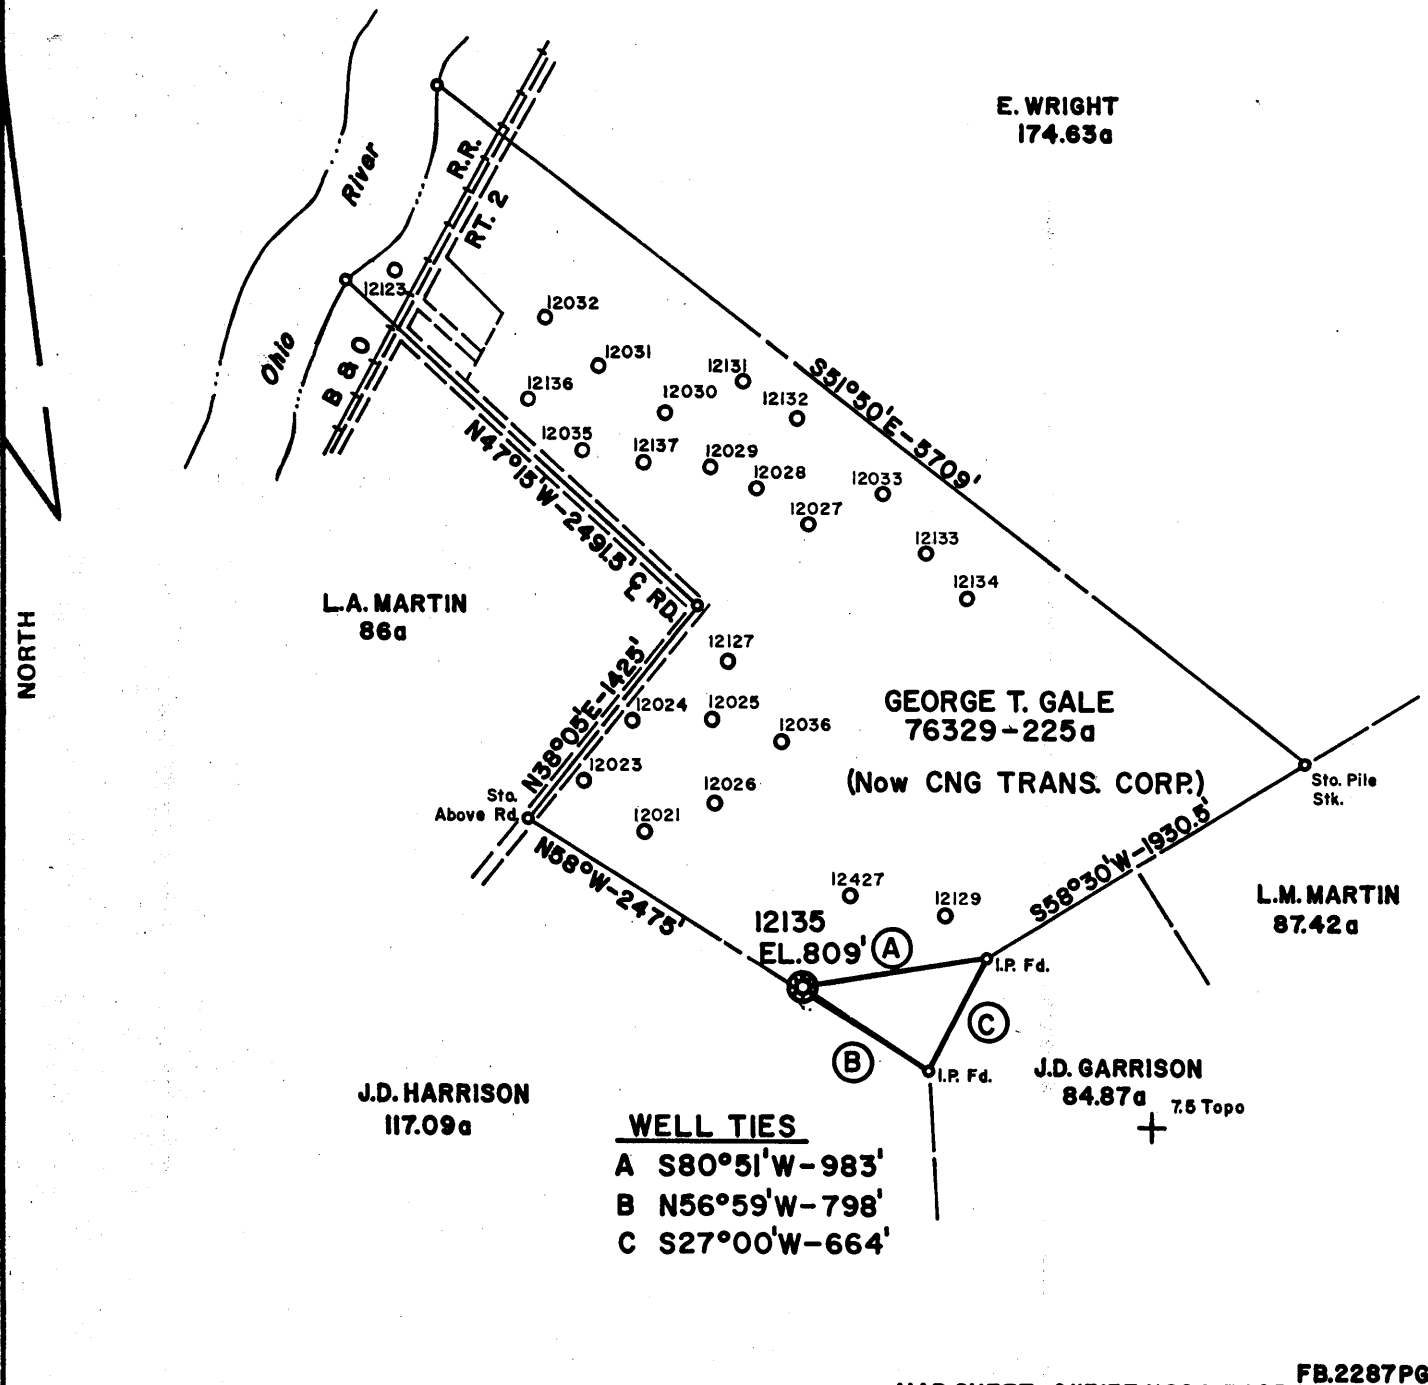 E. WRIGHT
174.63a
River
R.R.
RT. 2
12123
Ohio
B & O
12032
12031
12131
12136
12030
12132
S51°50'E-5709'
12035
12137
12029
12028
12033
N47°15'W-2491.5' ℄ RD.
12027
12133
12134
L.A. MARTIN
86a
NORTH
12127
N38°05'E-1425'
12024
12025
12036
GEORGE T. GALE
76329-225a
(Now CNG TRANS. CORP.)
12023
12026
Sto.
Above Rd.
12021
Sto. Pile
Stk.
N58°W-2475'
S58°30'W-1930.5'
12427
12129
L.M. MARTIN
87.42a
12135
EL.809'
A
I.P. Fd.
C
B
I.P. Fd.
J.D. GARRISON
84.87a
7.5 Topo
J.D. HARRISON
117.09a
WELL TIES
A S80°51'W-983'
B N56°59'W-798'
C S27°00'W-664'
FB.2287PG